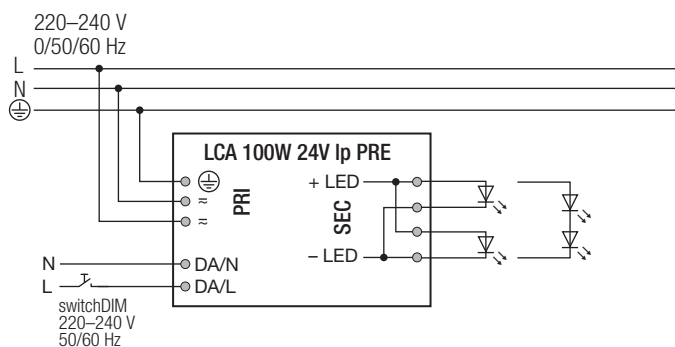 220–240 V
0/50/60 Hz
L
N
LCA 100W 24V lp PRE
+ LED
PRI
≂
SEC
≂
– LED
N
DA/N
L
DA/L
switchDIM
220–240 V
50/60 Hz